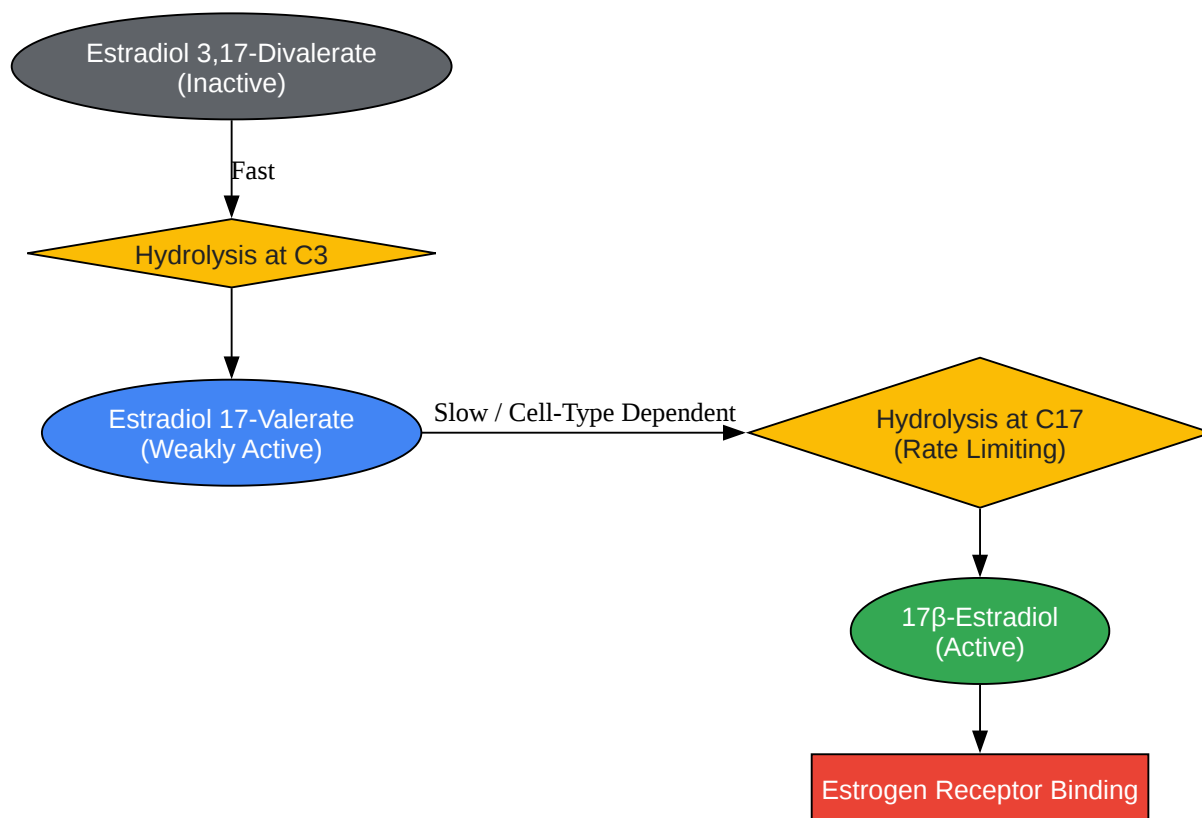 Estradiol 3,17-Divalerate
(Inactive)
Fast
Hydrolysis at C3
Estradiol 17-Valerate
(Weakly Active)
Slow / Cell-Type Dependent
Hydrolysis at C17
(Rate Limiting)
17β-Estradiol
(Active)
Estrogen Receptor Binding